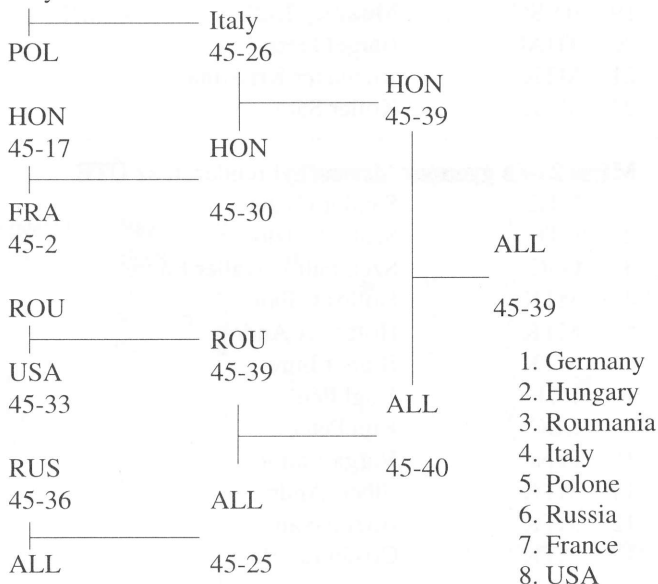 POL
HON
45-17
FRA
45-2
ROU
USA
45-33
RUS
45-36
ALL
Italy
45-26
HON
45-30
ROU
45-39
ALL
45-25
HON
45-39
ALL
45-40
ALL
45-39
1. Germany
2. Hungary
3. Roumania
4. Italy
5. Polone
6. Russia
7. France
8. USA